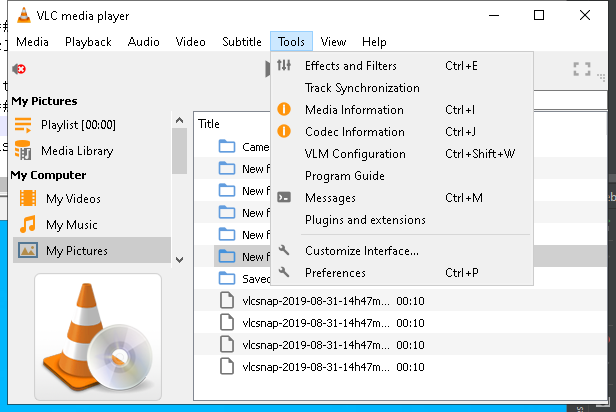 VLC media player
Media Playback Audio Video Subtitle Tools View Help
Effects and Filters Ctrl+E
Track Synchronization
Media Information Ctrl+I
Codec Information Ctrl+J
VLM Configuration Ctrl+Shift+W
Program Guide
Messages Ctrl+M
Plugins and extensions
Customize Interface...
Preferences Ctrl+P
My Pictures
Playlist [00:00]
Media Library
My Computer
My Videos
My Music
My Pictures
Title
Came
New f
New f
New f
New f
New f
Saved
vlcsnap-2019-08-31-14h47m... 00:10
vlcsnap-2019-08-31-14h47m... 00:10
vlcsnap-2019-08-31-14h47m... 00:10
vlcsnap-2019-08-31-14h47m... 00:10